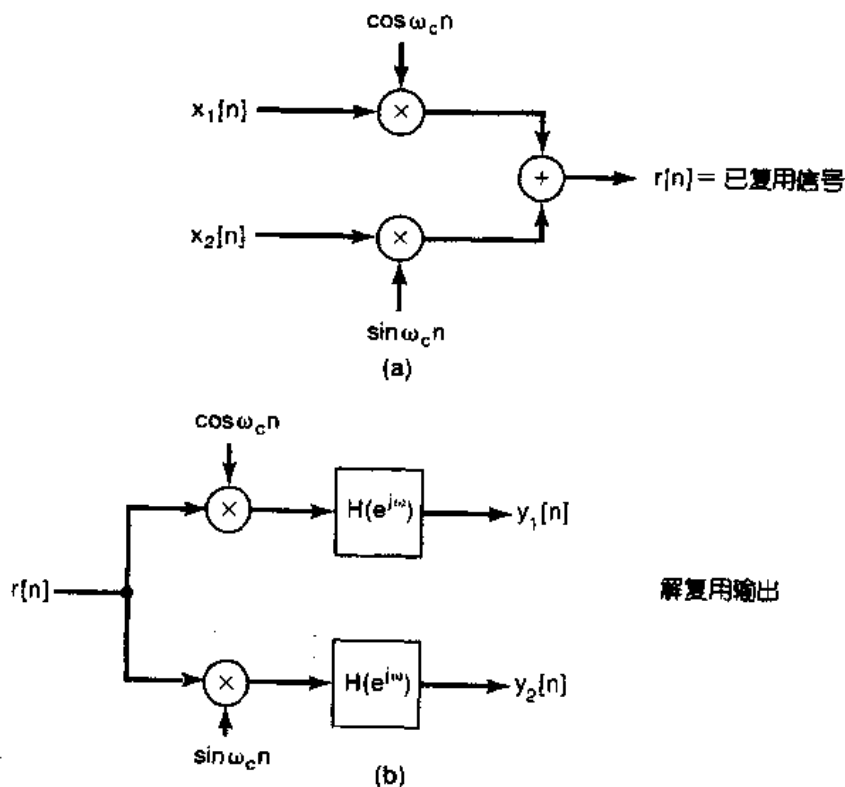 cos ω_c n
x₁[n]
×
+
r[n] = 已复用信号
x₂[n]
×
sin ω_c n
(a)
cos ω_c n
×
H(e^{jω})
y₁[n]
r[n]
解复用输出
×
H(e^{jω})
y₂[n]
sin ω_c n
(b)